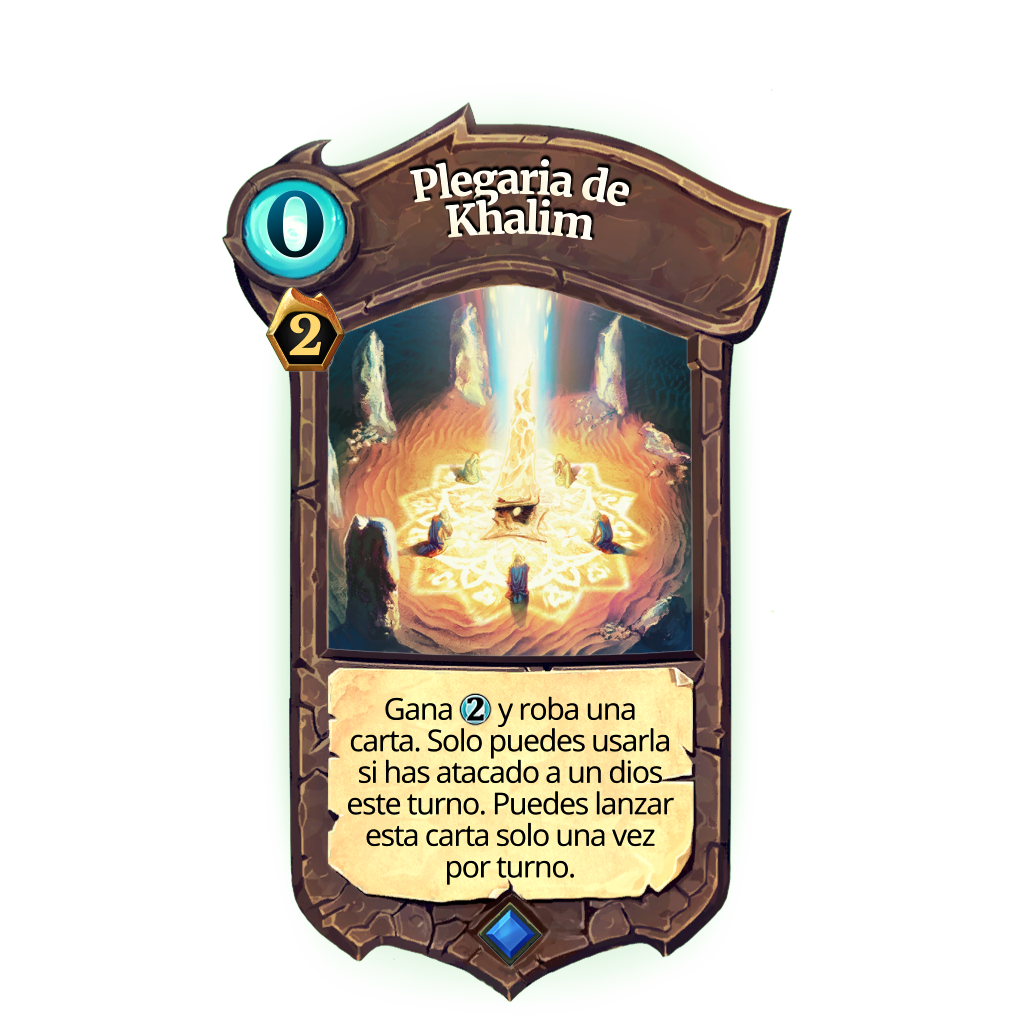 Plegaria de
Khalim
0
2
Gana 2 y roba una
carta. Solo puedes usarla
si has atacado a un dios
este turno. Puedes lanzar
esta carta solo una vez
por turno.